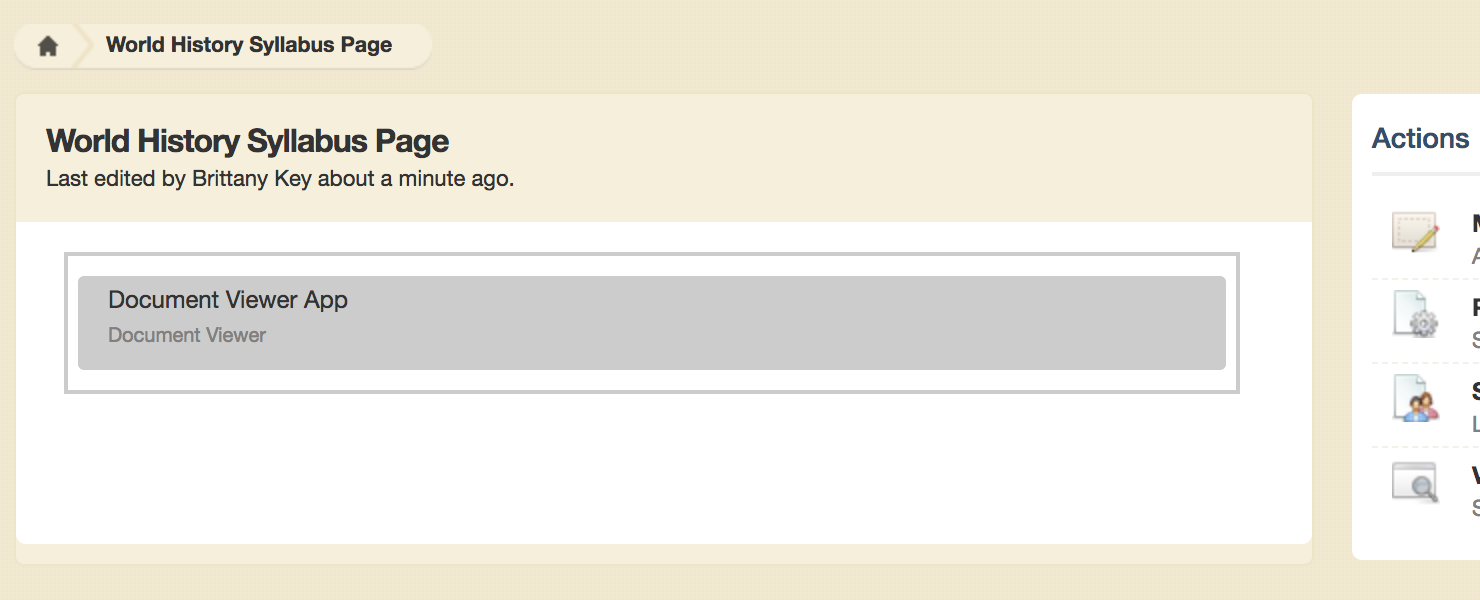 World History Syllabus Page
World History Syllabus Page
Last edited by Brittany Key about a minute ago.
Document Viewer App
Document Viewer
Actions